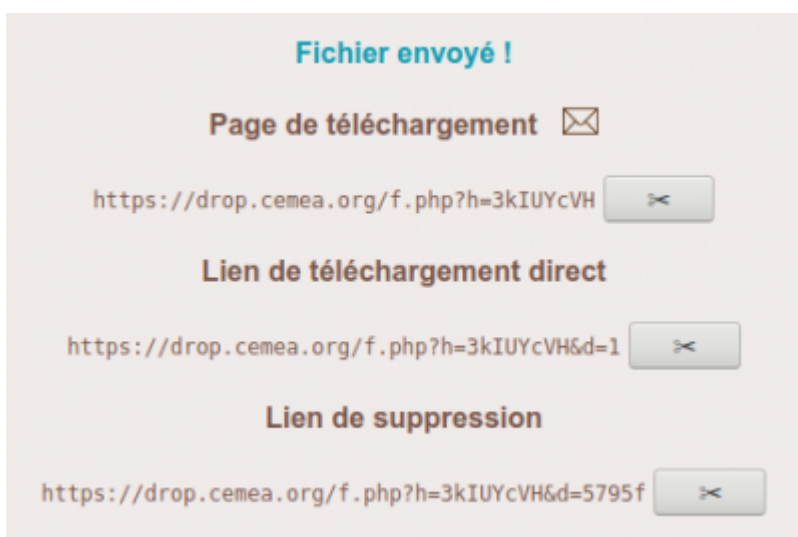 Fichier envoyé !
Page de téléchargement
https://drop.cemea.org/f.php?h=3kIUYcVH
Lien de téléchargement direct
https://drop.cemea.org/f.php?h=3kIUYcVH&d=1
Lien de suppression
https://drop.cemea.org/f.php?h=3kIUYcVH&d=5795f